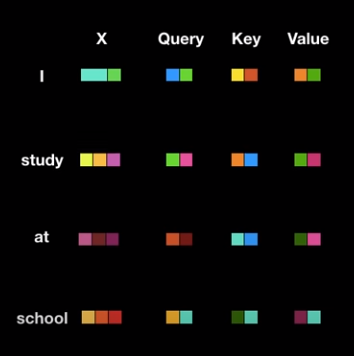 X Query Key Value
I
study
at
school